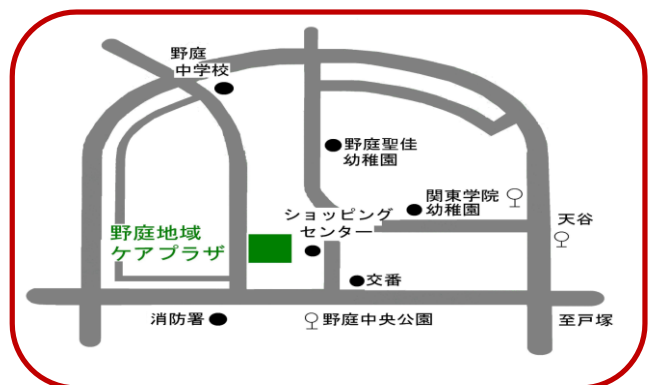 野庭
中学校
野庭聖佳
幼稚園
関東学院
幼稚園
ショッピング
センター
天谷
野庭地域
ケアプラザ
交番
消防署
野庭中央公園
至戸塚